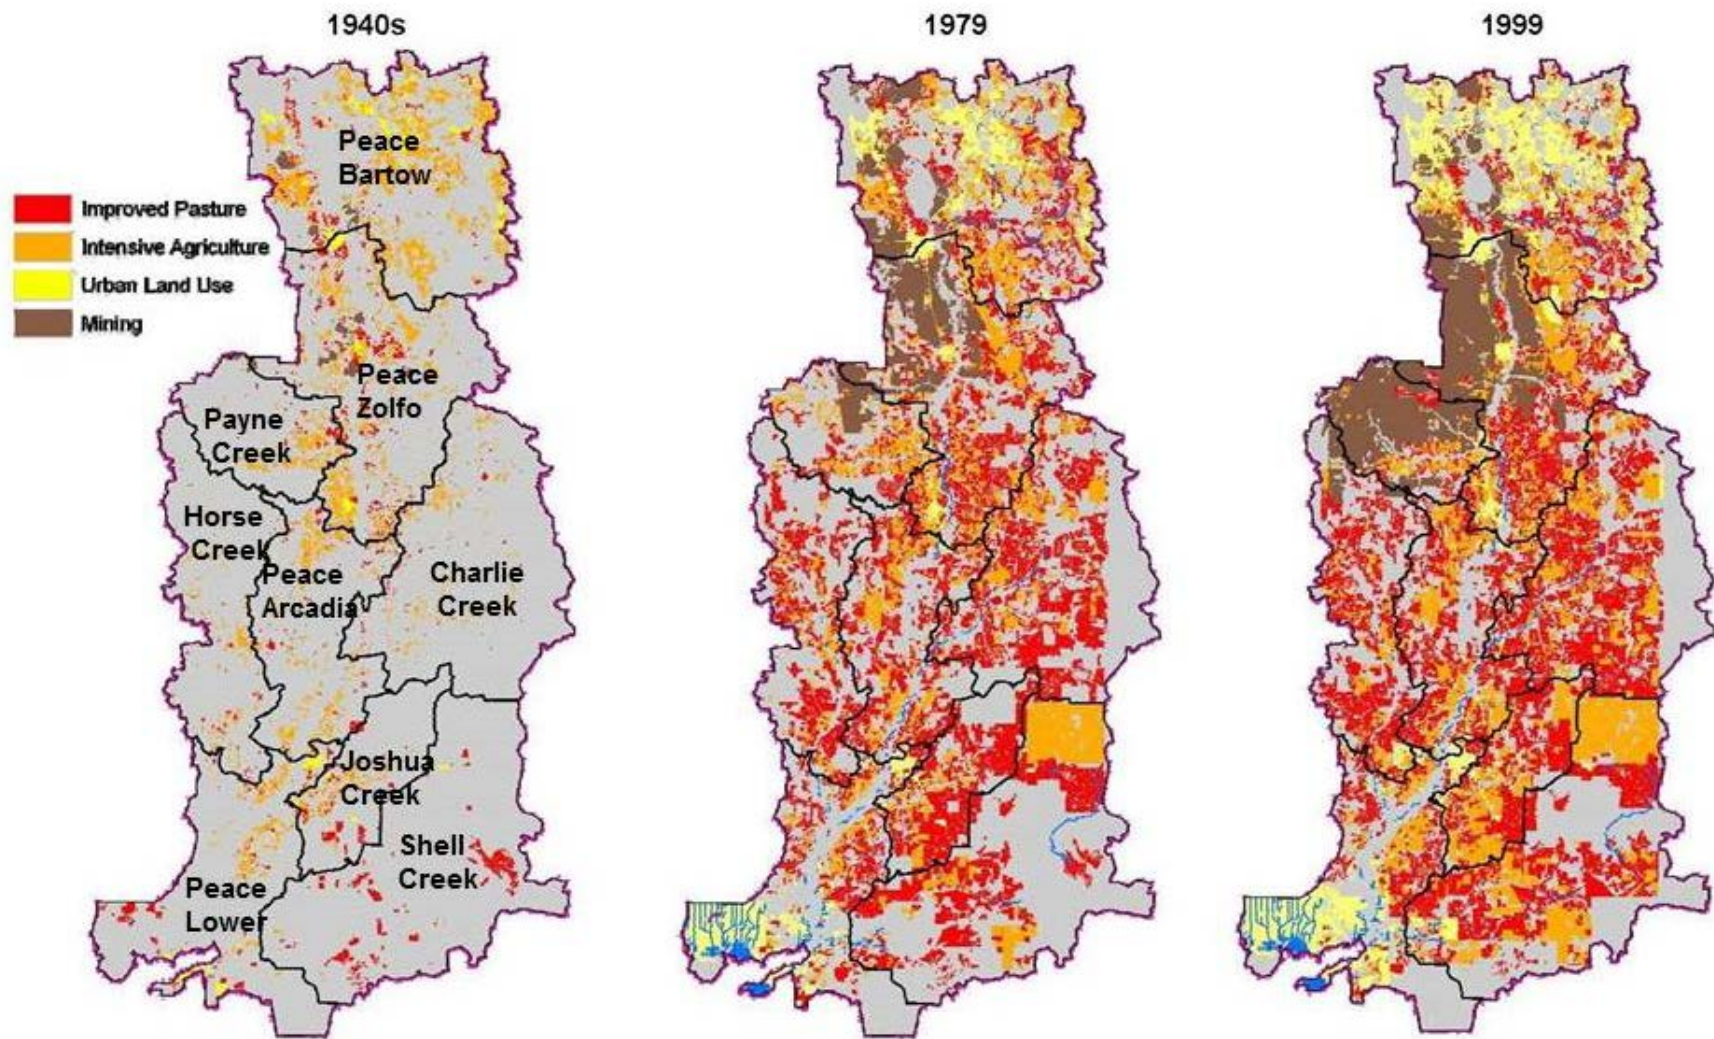 1940s
1979
1999
Improved Pasture
Intensive Agriculture
Urban Land Use
Mining
Peace
Bartow
Peace
Zolfo
Payne
Creek
Horse
Creek
Peace
Arcadia
Charlie
Creek
Joshua
Creek
Shell
Creek
Peace
Lower